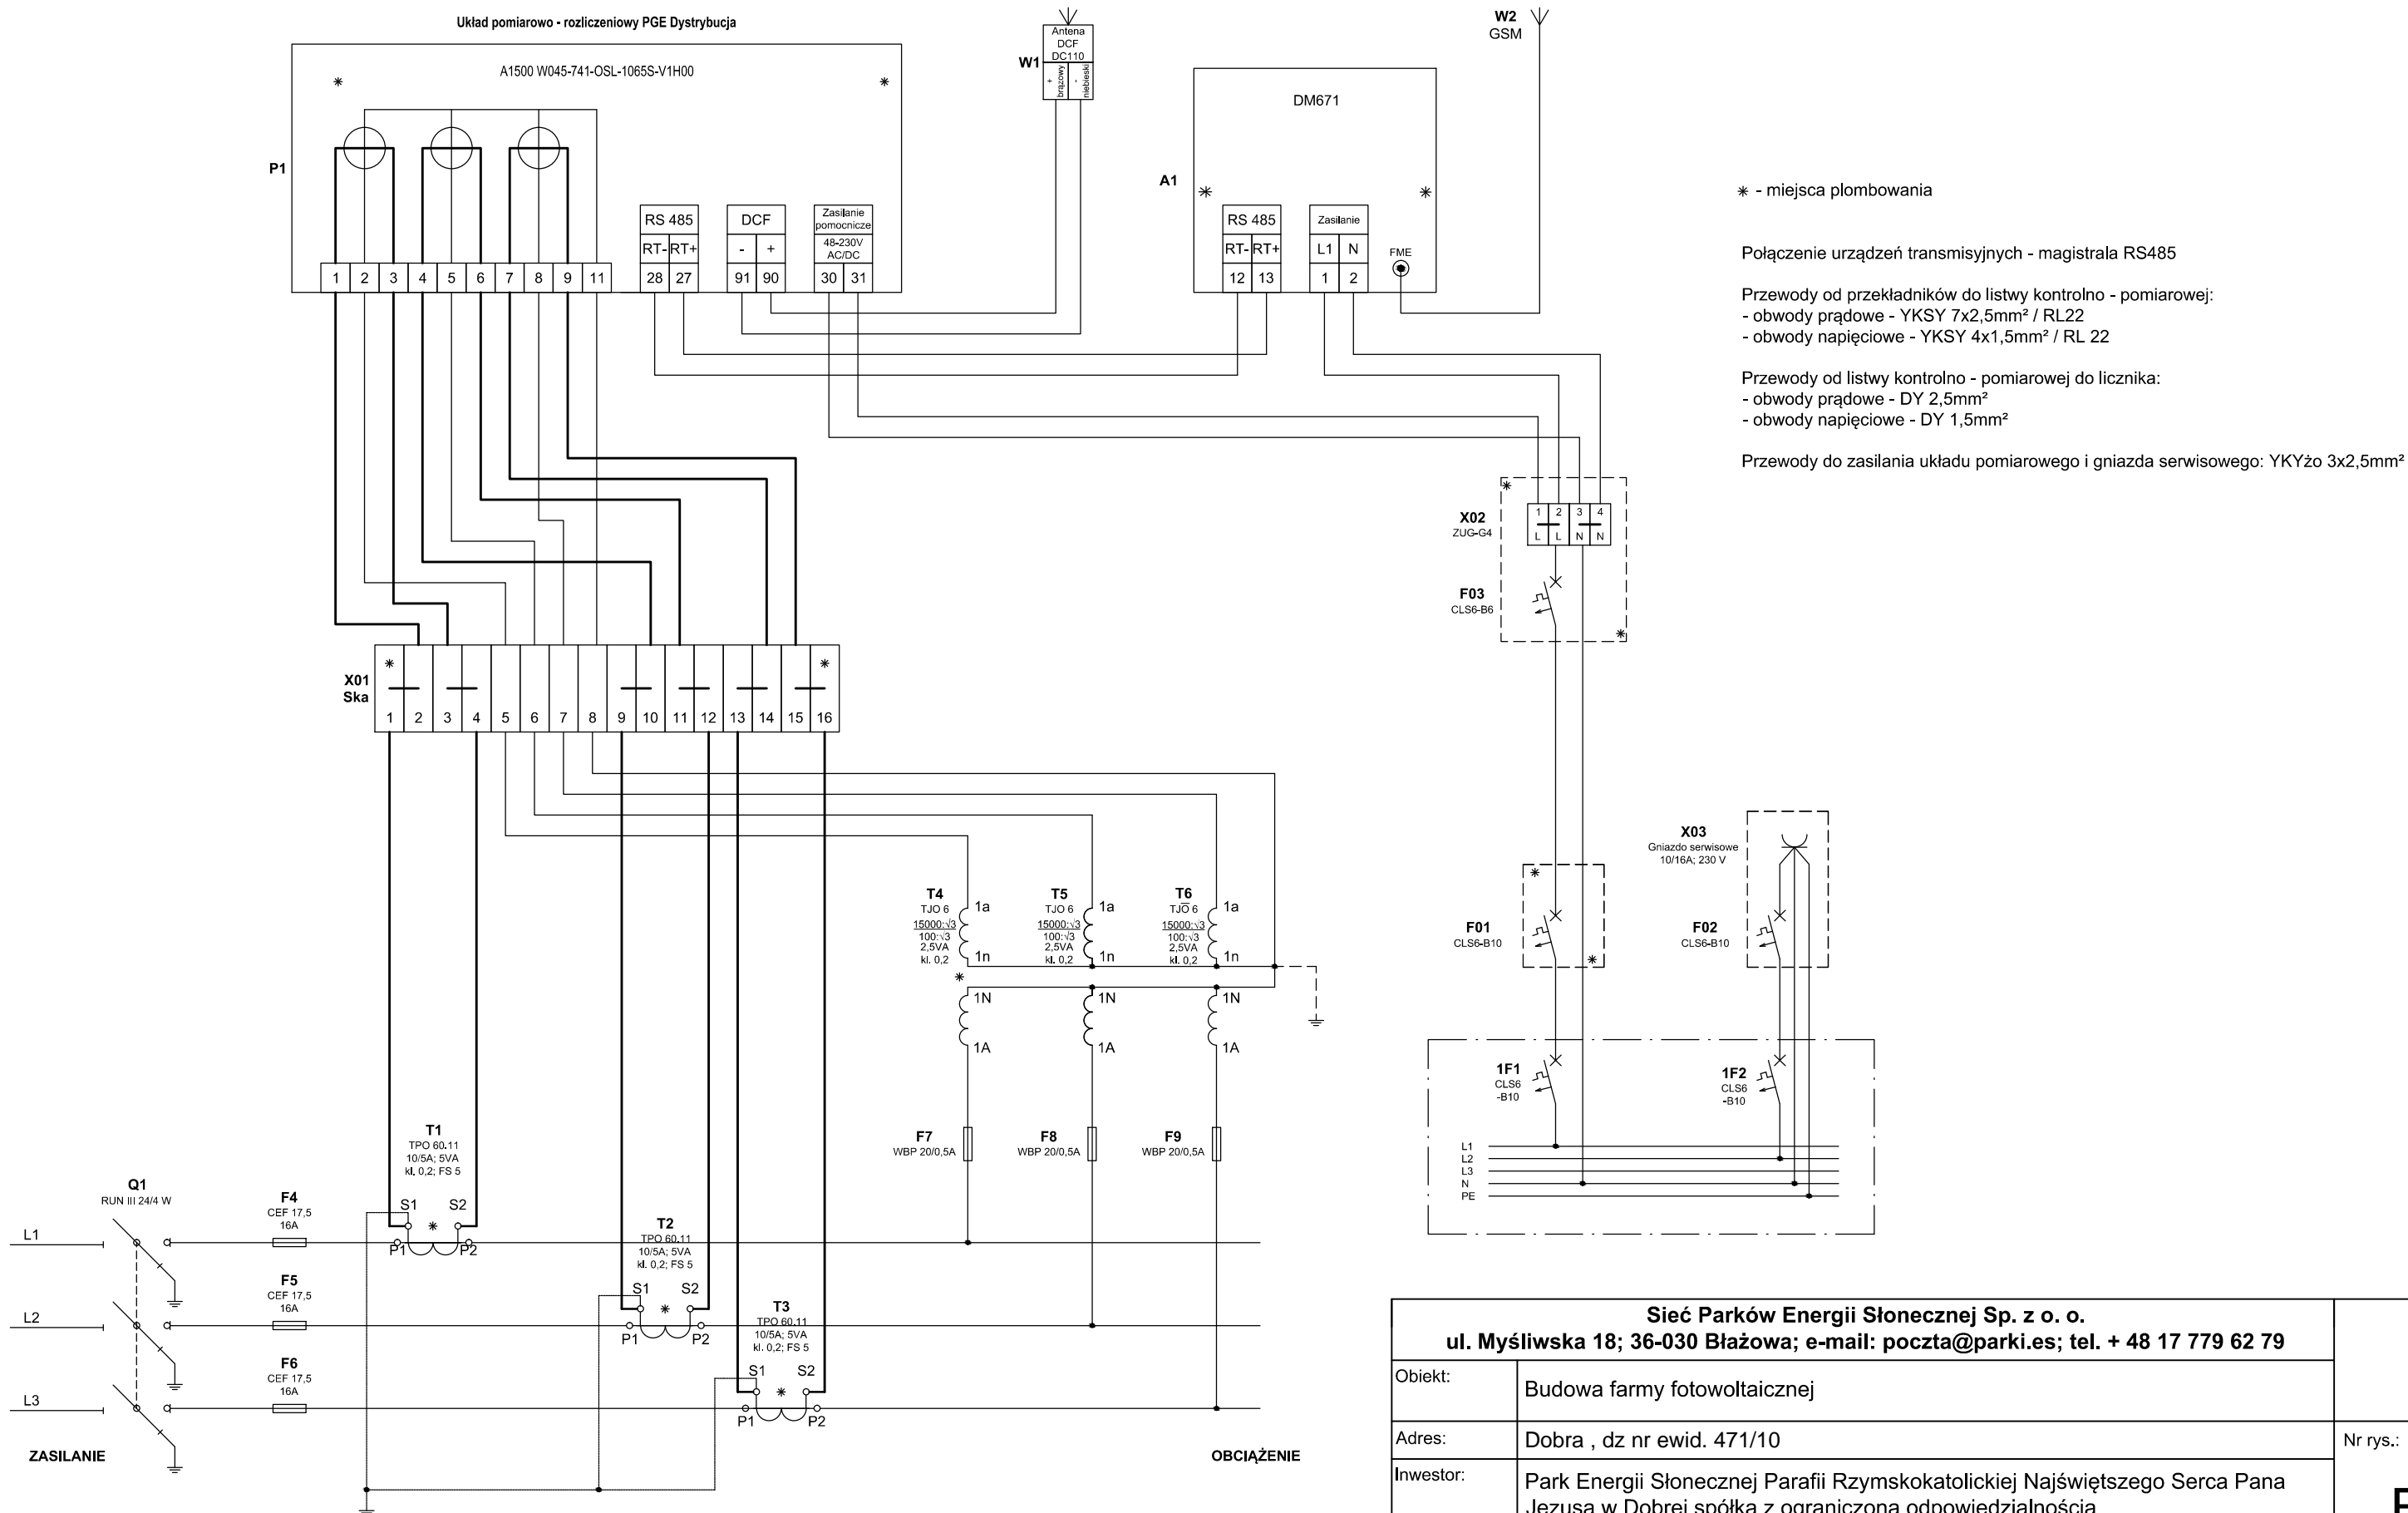 Układ pomiarowo - rozliczeniowy PGE Dystrybucja
A1500 W045-741-OSL-1065S-V1H00
*
*
P1
RS 485
RT- RT+
DCF
- +
Zasilanie
pomocnicze
48-230V
AC/DC
1 2 3 4 5 6 7 8 9 11
28 27
91 90
30 31
W1
Antena
DCF
DC110
+
brązowy
-
niebieski
W2
GSM
A1
DM671
*
*
RS 485
RT- RT+
12 13
Zasilanie
L1 N
1 2
FME
* - miejsca plombowania
Połączenie urządzeń transmisyjnych - magistrala RS485
Przewody od przekładników do listwy kontrolno - pomiarowej:
- obwody prądowe - YKSY 7x2,5mm² / RL22
- obwody napięciowe - YKSY 4x1,5mm² / RL 22
Przewody od listwy kontrolno - pomiarowej do licznika:
- obwody prądowe - DY 2,5mm²
- obwody napięciowe - DY 1,5mm²
Przewody do zasilania układu pomiarowego i gniazda serwisowego: YKYżo 3x2,5mm²
X02
ZUG-G4
*
1 2 3 4
L L N N
F03
CLS6-B6
*
X01
Ska
*
*
1 2 3 4 5 6 7 8 9 10 11 12 13 14 15 16
X03
Gniazdo serwisowe
10/16A; 230 V
F01
CLS6-B10
*
*
F02
CLS6-B10
T4
TJO 6
15000:√3
100:√3
2,5VA
kl. 0,2
1a
1n
T5
TJO 6
15000:√3
100:√3
2,5VA
kl. 0,2
1a
1n
T6
TJO 6
15000:√3
100:√3
2,5VA
kl. 0,2
1a
1n
*
1N
1A
1N
1A
1N
1A
F7
WBP 20/0,5A
F8
WBP 20/0,5A
F9
WBP 20/0,5A
1F1
CLS6
-B10
1F2
CLS6
-B10
L1
L2
L3
N
PE
T1
TPO 60.11
10/5A; 5VA
kl. 0,2; FS 5
S1 * S2
P1 P2
T2
TPO 60.11
10/5A; 5VA
kl. 0,2; FS 5
S1 * S2
P1 P2
T3
TPO 60.11
10/5A; 5VA
kl. 0,2; FS 5
S1 * S2
P1 P2
Q1
RUN III 24/4 W
F4
CEF 17,5
16A
F5
CEF 17,5
16A
F6
CEF 17,5
16A
L1
L2
L3
ZASILANIE
OBCIĄŻENIE
Sieć Parków Energii Słonecznej Sp. z o. o.
ul. Myśliwska 18; 36-030 Błażowa; e-mail: poczta@parki.es; tel. + 48 17 779 62 79
Obiekt:
Budowa farmy fotowoltaicznej
Adres:
Dobra , dz nr ewid. 471/10
Nr rys.:
Inwestor:
Park Energii Słonecznej Parafii Rzymskokatolickiej Najświętszego Serca Pana
Jezusa w Dobrej spółka z ograniczoną odpowiedzialnością